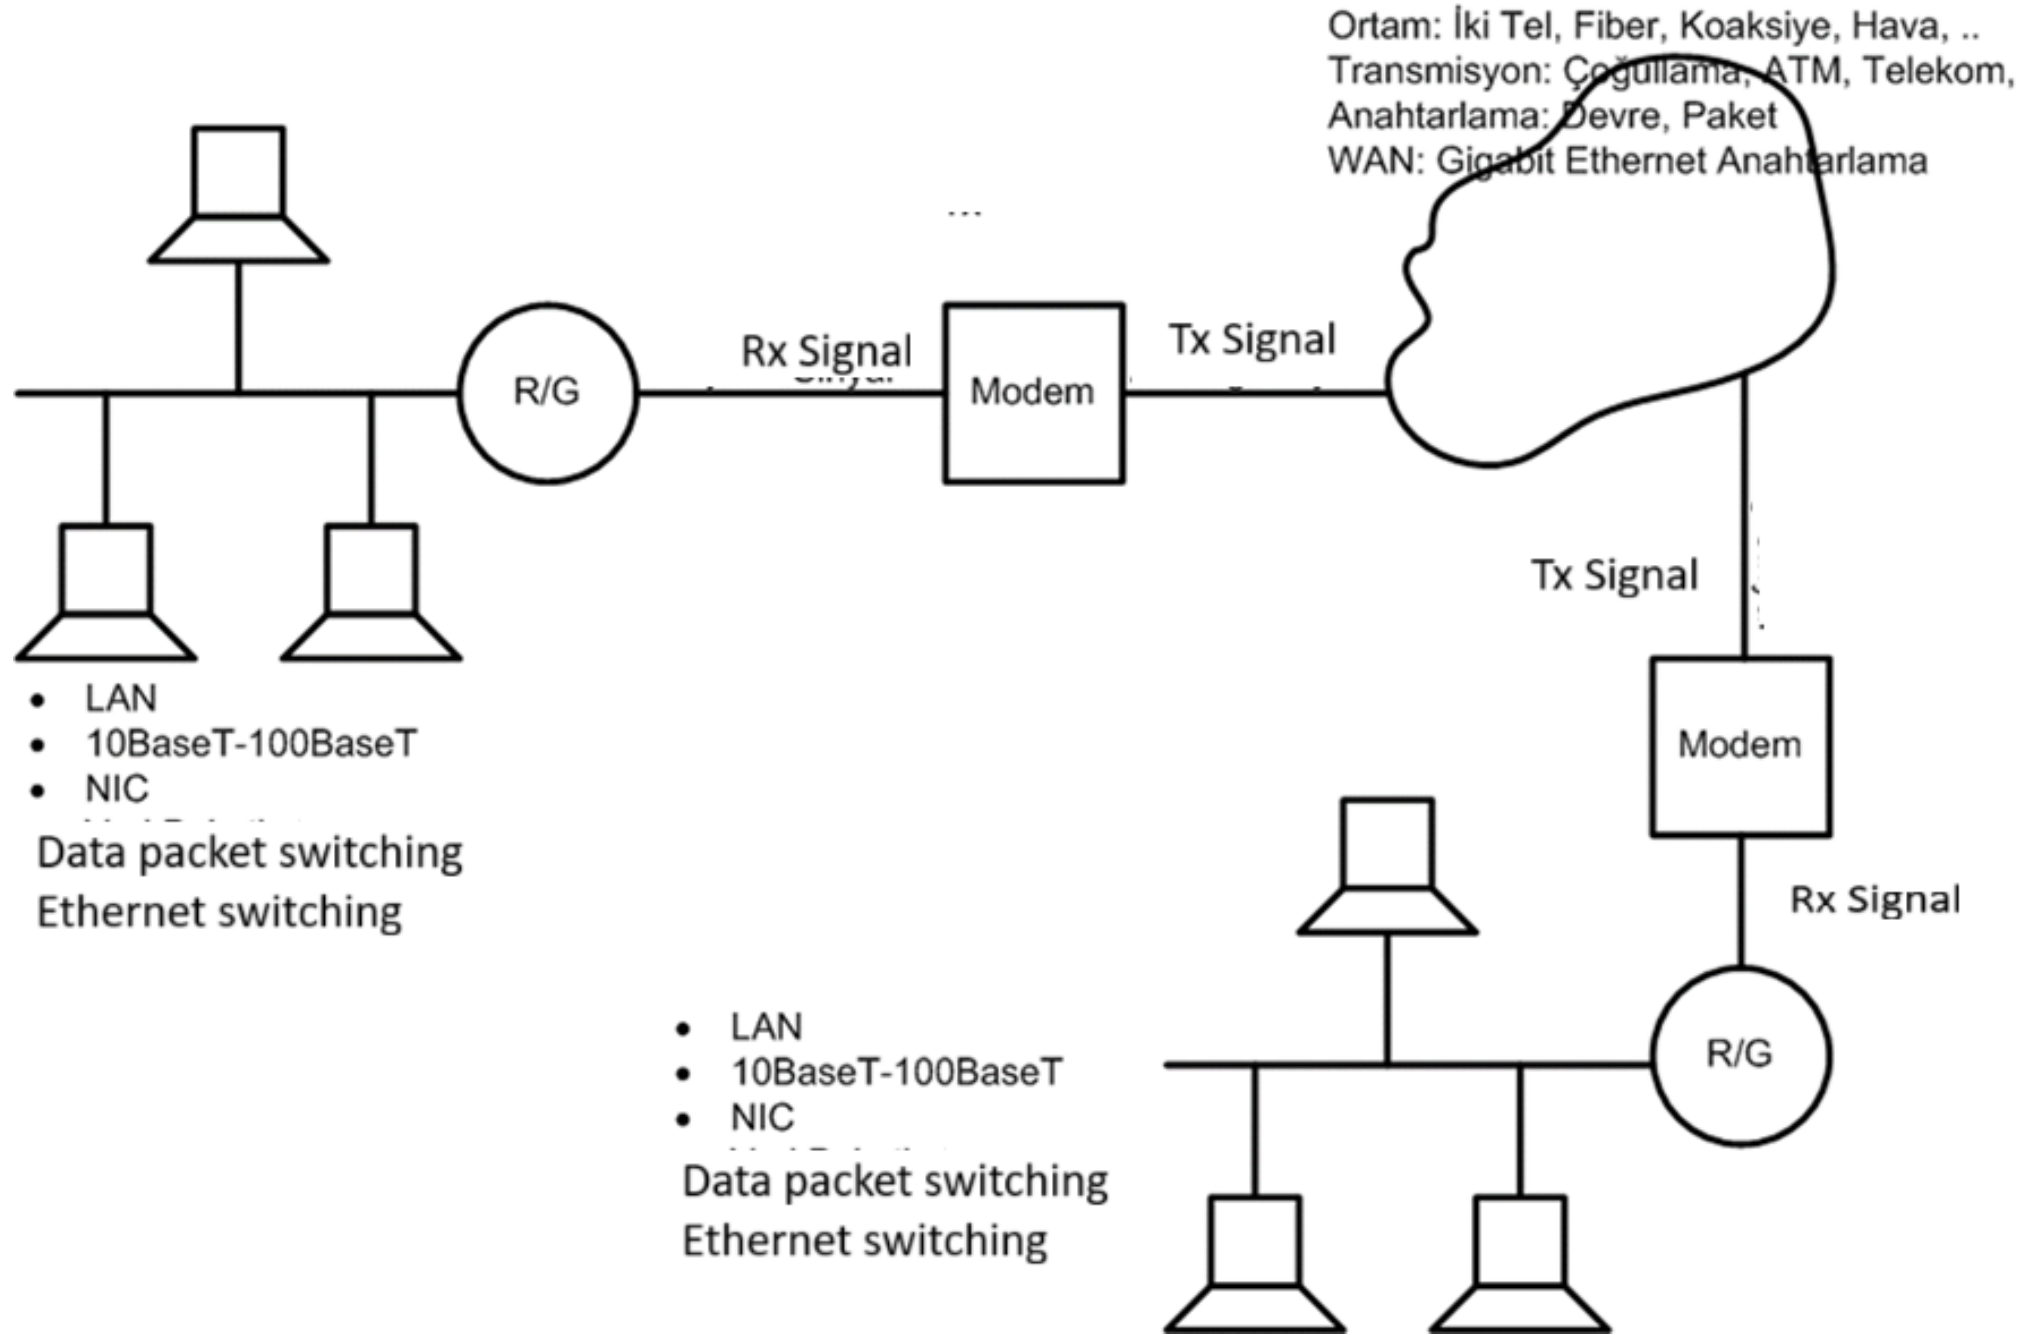 Ortam: İki Tel, Fiber, Koaksiye, Hava, ..
Transmisyon: Çoğullama, ATM, Telekom,
Anahtarlama: Devre, Paket
WAN: Gigabit Ethernet Anahtarlama
Rx Signal
Tx Signal
R/G
Modem
Tx Signal
• LAN
• 10BaseT-100BaseT
• NIC
Data packet switching
Ethernet switching
Modem
Rx Signal
R/G
• LAN
• 10BaseT-100BaseT
• NIC
Data packet switching
Ethernet switching